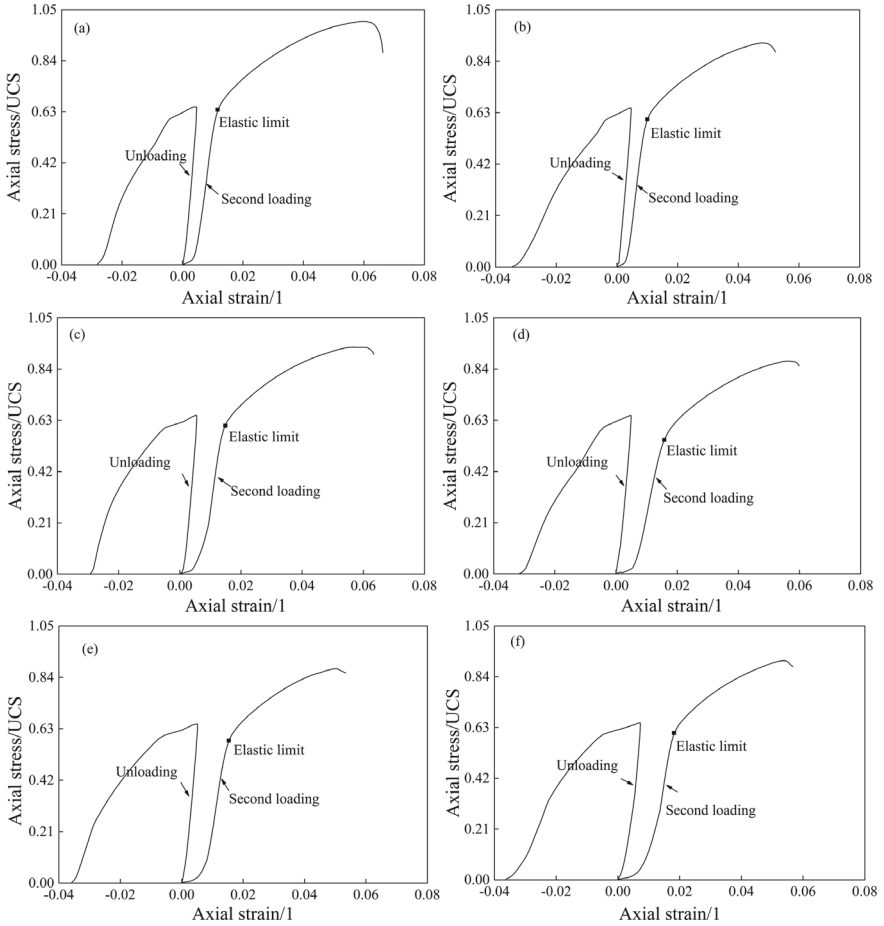 (a)
1.05
0.84
0.63
0.42
0.21
0.00
Axial stress/UCS
Elastic limit
Unloading
Second loading
-0.04 -0.02 0.00 0.02 0.04 0.06 0.08
Axial strain/1
(b)
1.05
0.84
0.63
0.42
0.21
0.00
Axial stress/UCS
Elastic limit
Unloading
Second loading
-0.04 -0.02 0.00 0.02 0.04 0.06 0.08
Axial strain/1
(c)
1.05
0.84
0.63
0.42
0.21
0.00
Axial stress/UCS
Elastic limit
Unloading
Second loading
-0.04 -0.02 0.00 0.02 0.04 0.06 0.08
Axial strain/1
(d)
1.05
0.84
0.63
0.42
0.21
0.00
Axial stress/UCS
Elastic limit
Unloading
Second loading
-0.04 -0.02 0.00 0.02 0.04 0.06 0.08
Axial strain/1
(e)
1.05
0.84
0.63
0.42
0.21
0.00
Axial stress/UCS
Elastic limit
Unloading
Second loading
-0.04 -0.02 0.00 0.02 0.04 0.06 0.08
Axial strain/1
(f)
1.05
0.84
0.63
0.42
0.21
0.00
Axial stress/UCS
Elastic limit
Unloading
Second loading
-0.04 -0.02 0.00 0.02 0.04 0.06 0.08
Axial strain/1